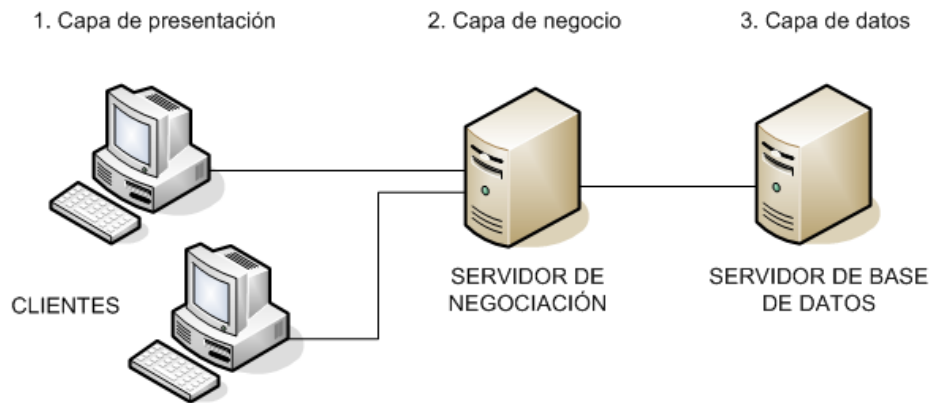 1. Capa de presentación
2. Capa de negocio
3. Capa de datos
CLIENTES
SERVIDOR DE
NEGOCIACIÓN
SERVIDOR DE BASE
DE DATOS